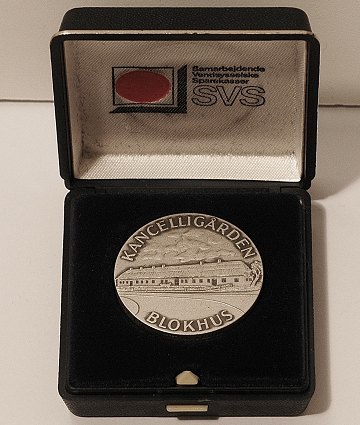 Samarbejdende
Vendsysselske
Sparekasser
SVS
KANCELLIGÅRDEN
BLOKHUS